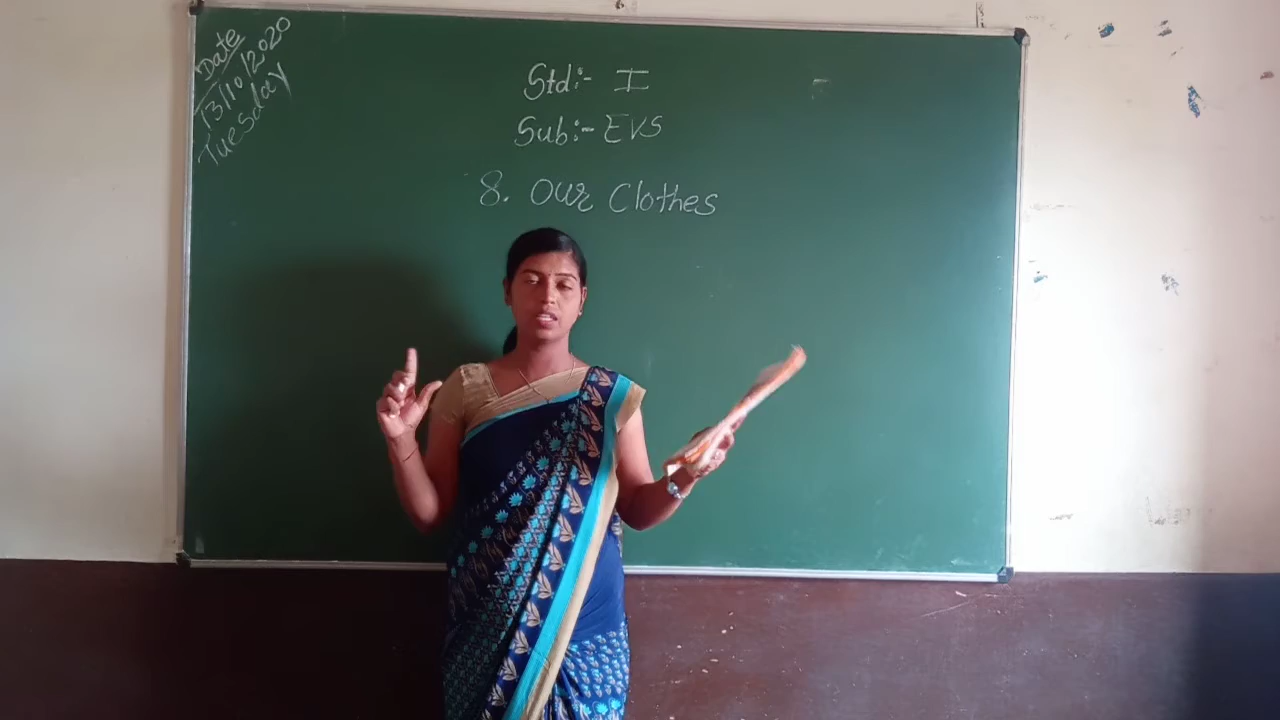 Date
13/10/2020
Tuesday
Std:- I
Sub:- EVS
8. Our Clothes